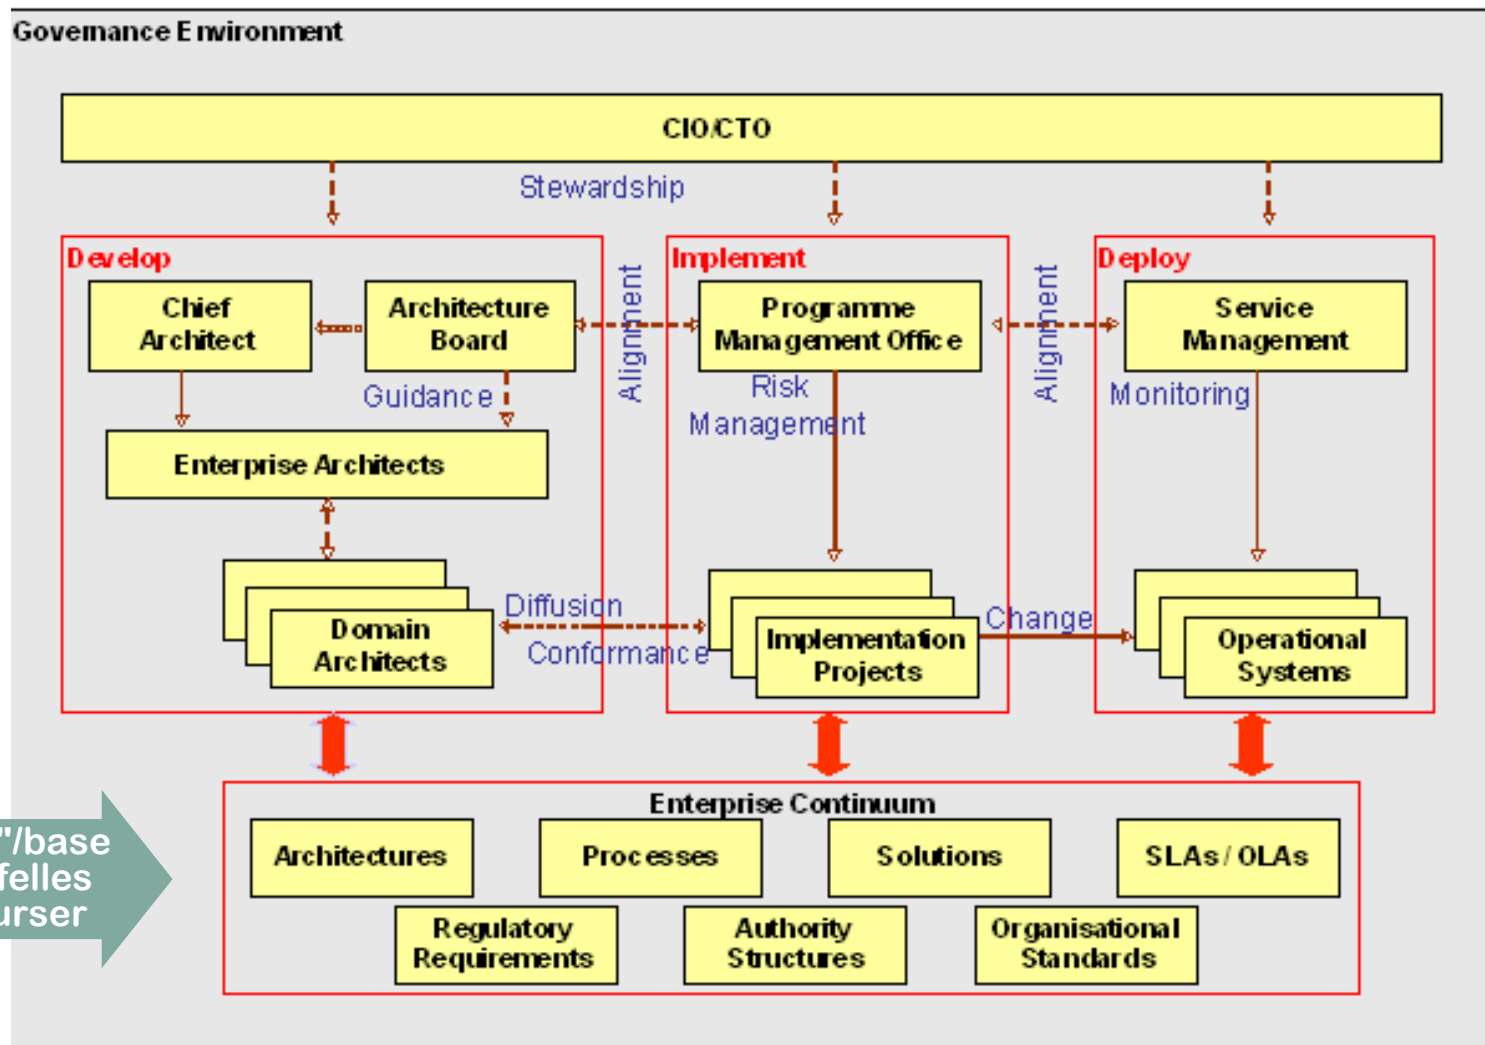 Governance Environment
CIO/CTO
Stewardship
Develop
Chief
Architect
Architecture
Board
Guidance
Enterprise Architects
Domain
Architects
Alignment
Diffusion
Conformance
Implement
Programme
Management Office
Risk
Management
Implementation
Projects
Alignment
Change
Deploy
Service
Management
Monitoring
Operational
Systems
Enterprise Continuum
Architectures
Processes
Solutions
SLAs / OLAs
Regulatory
Requirements
Authority
Structures
Organisational
Standards
"/base
felles
urser